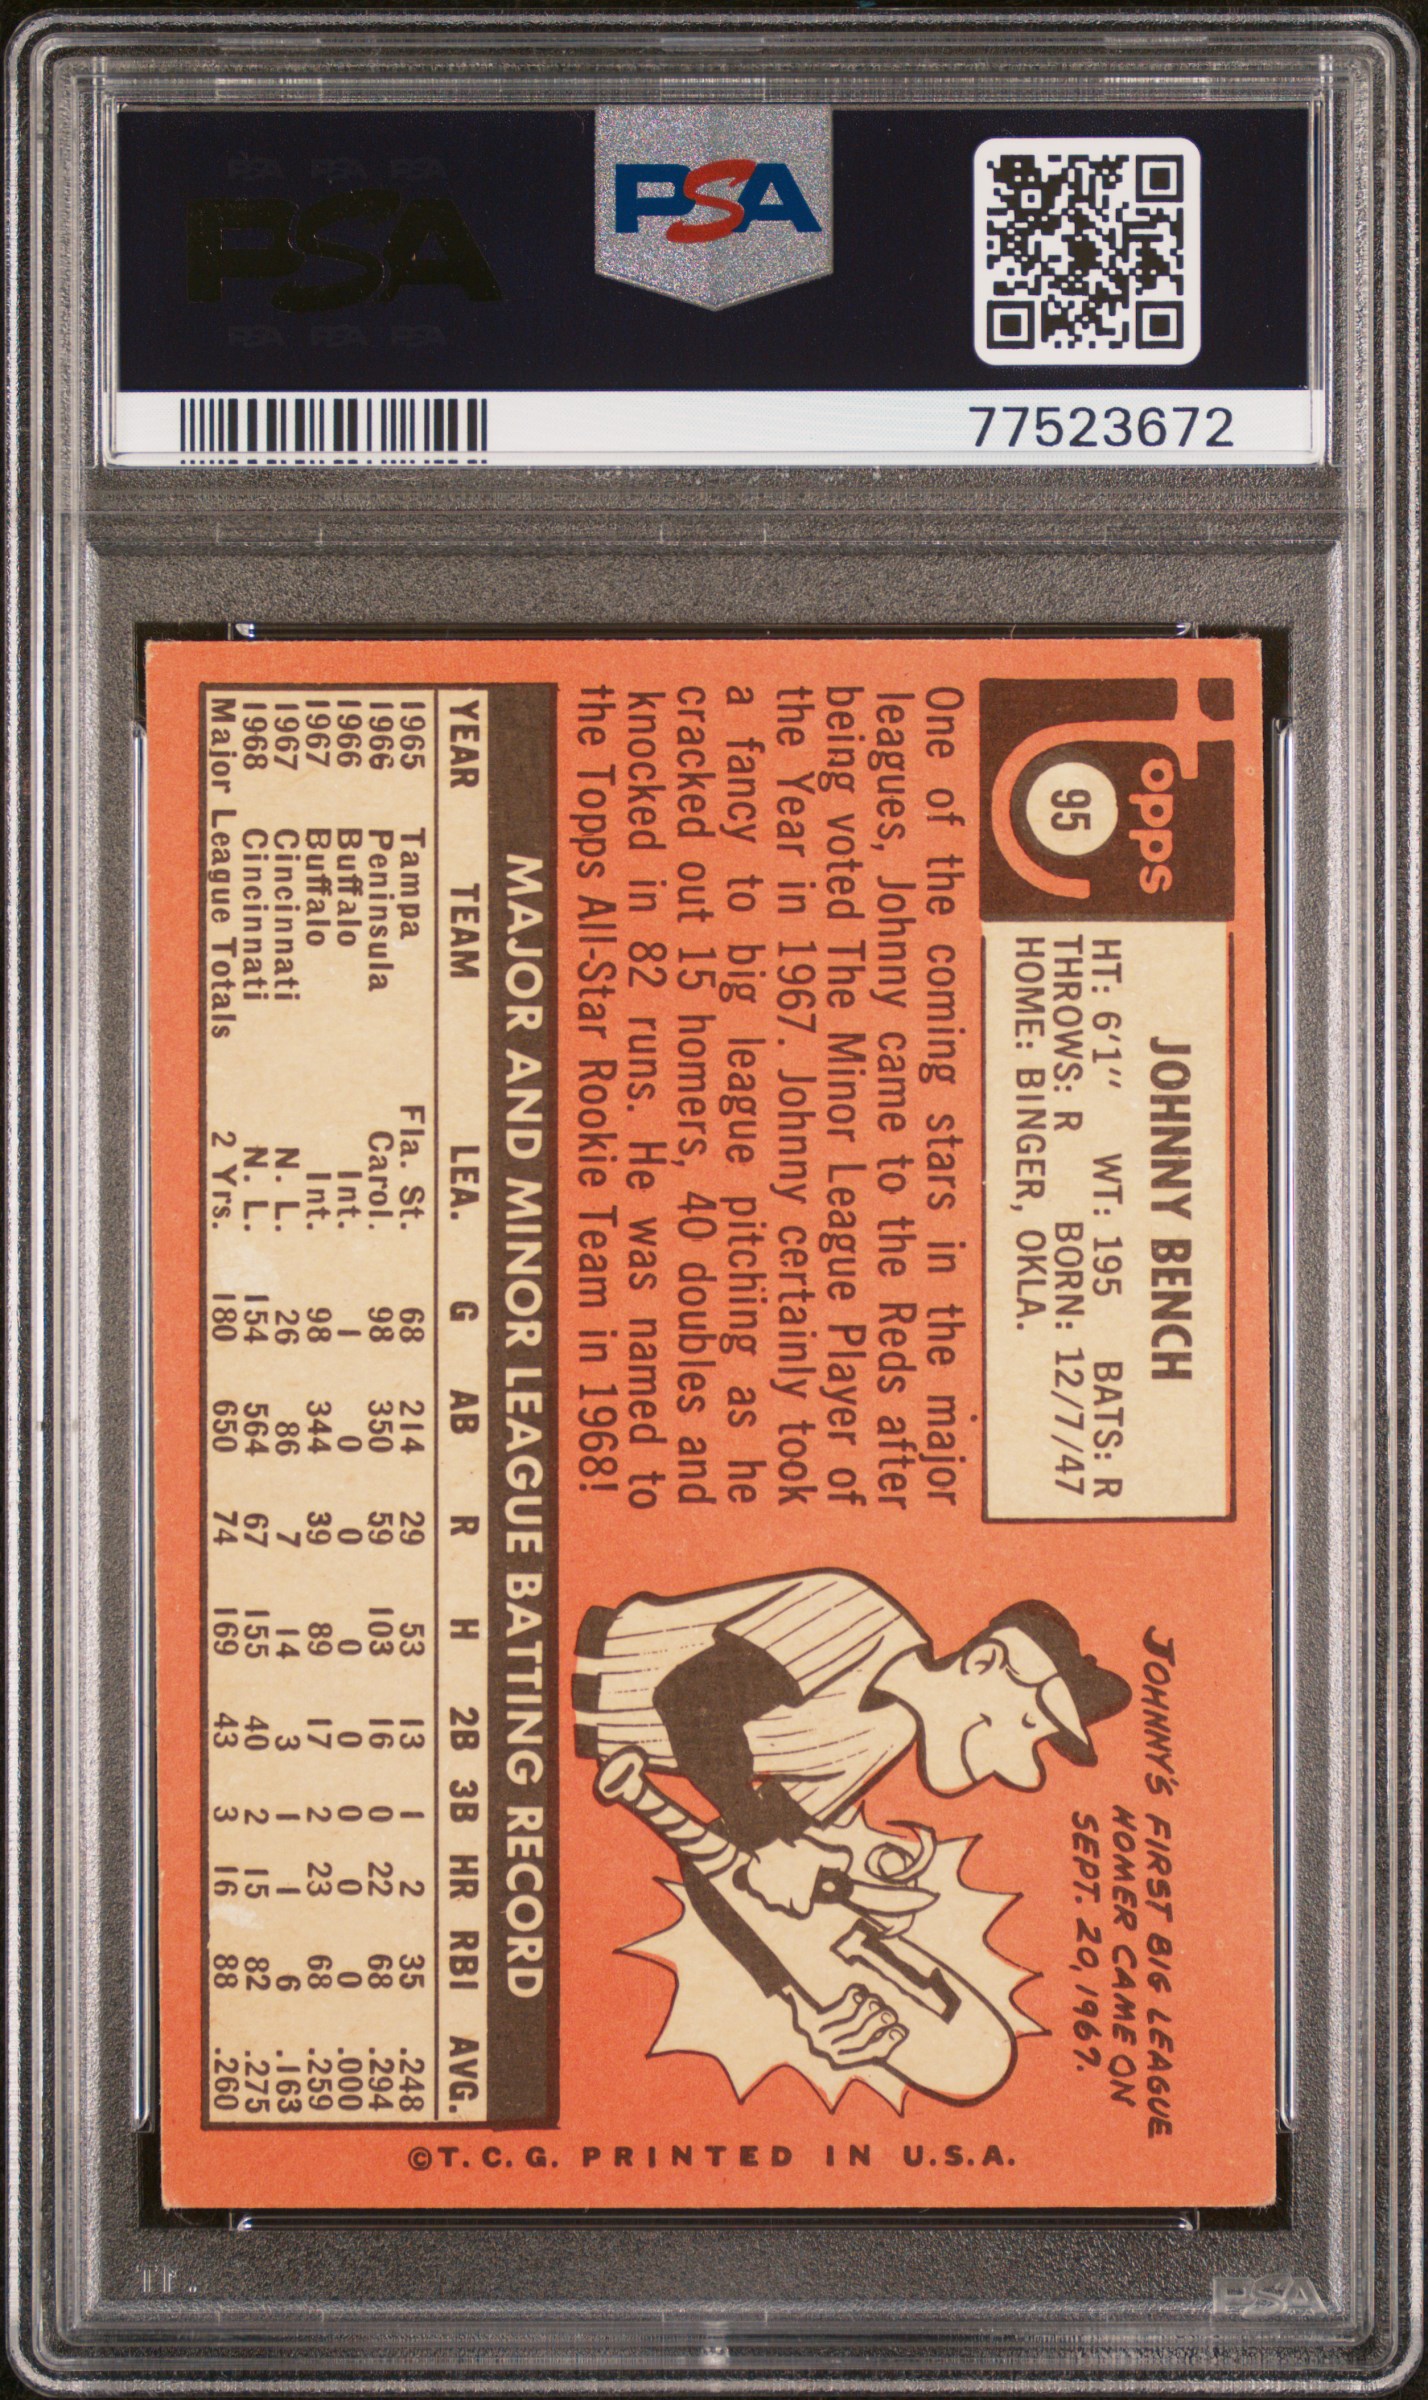 PSA PSA PSA
PSA
PSA PSA PSA
PSA
77523672
Topps
95
JOHNNY BENCH
HT: 6'1" WT: 195 BATS: R
THROWS: R BORN: 12/7/47
HOME: BINGER, OKLA.
One of the coming stars in the major
leagues, Johnny came to the Reds after
being voted The Minor League Player of
the Year in 1967. Johnny certainly took
a fancy to big league pitching as he
cracked out 15 homers, 40 doubles and
knocked in 82 runs. He was named to
the Topps All-Star Rookie Team in 1968!
JOHNNY'S FIRST BIG LEAGUE
HOMER CAME ON
SEPT. 20, 1967.
MAJOR AND MINOR LEAGUE BATTING RECORD
YEAR TEAM LEA. G AB R H 2B 3B HR RBI AVG.
1965 Tampa Fla. St. 68 214 29 53 13 1 2 35 .248
1966 Peninsula Carol. 98 350 59 103 16 0 22 68 .294
1966 Buffalo Int. 1 0 0 0 0 0 0 0 .000
1967 Buffalo Int. 98 344 39 89 17 2 23 68 .259
1967 Cincinnati N. L. 26 86 7 14 3 1 1 6 .163
1968 Cincinnati N. L. 154 564 67 155 40 2 15 82 .275
Major League Totals 2 Yrs. 180 650 74 169 43 3 16 88 .260
©T.C.G. PRINTED IN U.S.A.
PSA